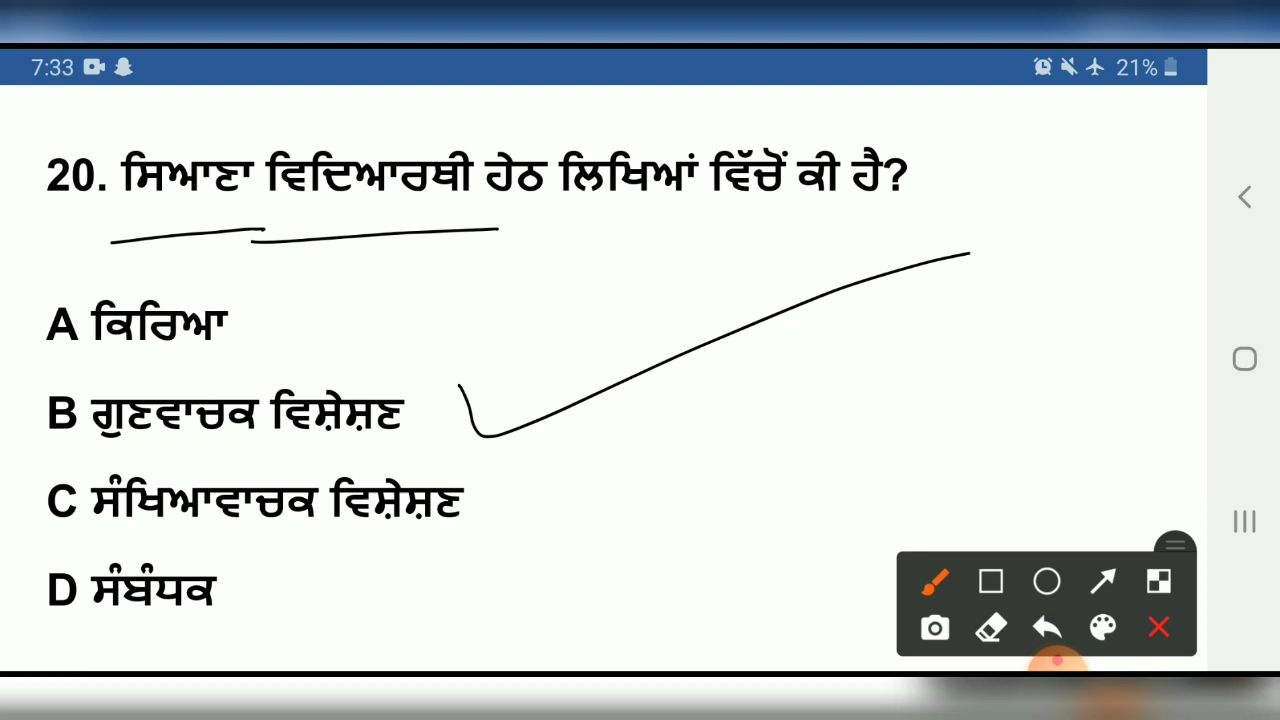 7:33
21%
20. ਸਿਆਣਾ ਵਿਦਿਆਰਥੀ ਹੇਠ ਲਿਖਿਆਂ ਵਿੱਚੋਂ ਕੀ ਹੈ?
A ਕਿਰਿਆ
B ਗੁਣਵਾਚਕ ਵਿਸ਼ੇਸ਼ਣ
C ਸੰਖਿਆਵਾਚਕ ਵਿਸ਼ੇਸ਼ਣ
D ਸੰਬੰਧਕ